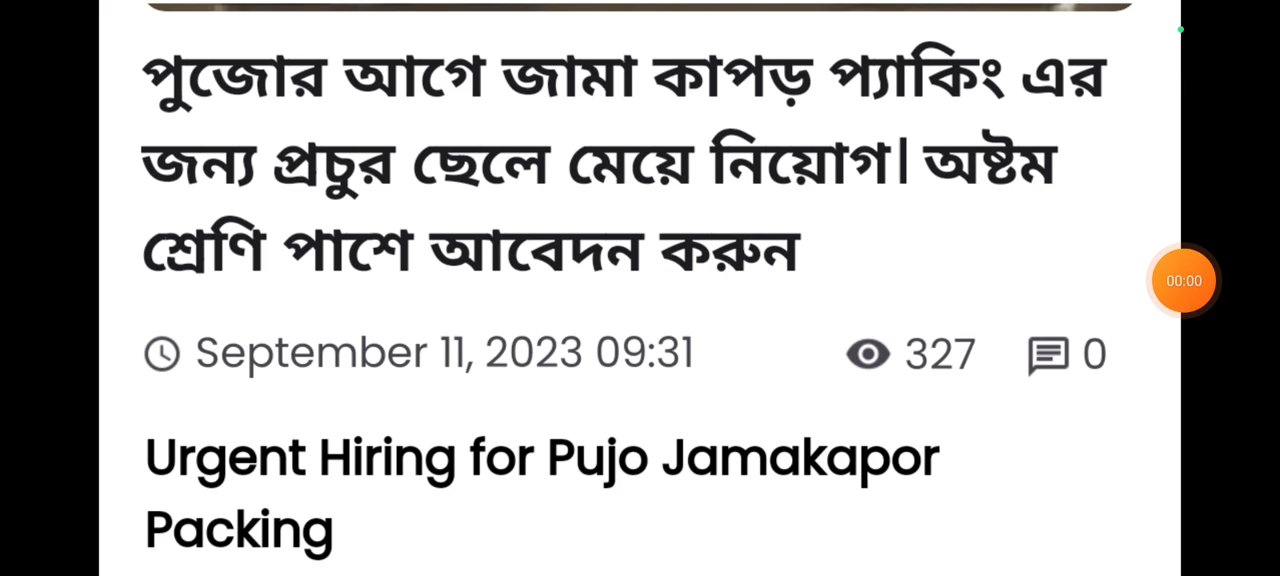 পুজোর আগে জামা কাপড় প্যাকিং এর
জন্য প্রচুর ছেলে মেয়ে নিয়োগ| অষ্টম
শ্রেণি পাশে আবেদন করুন
September 11, 2023 09:31 327 0
00:00
Urgent Hiring for Pujo Jamakapor
Packing